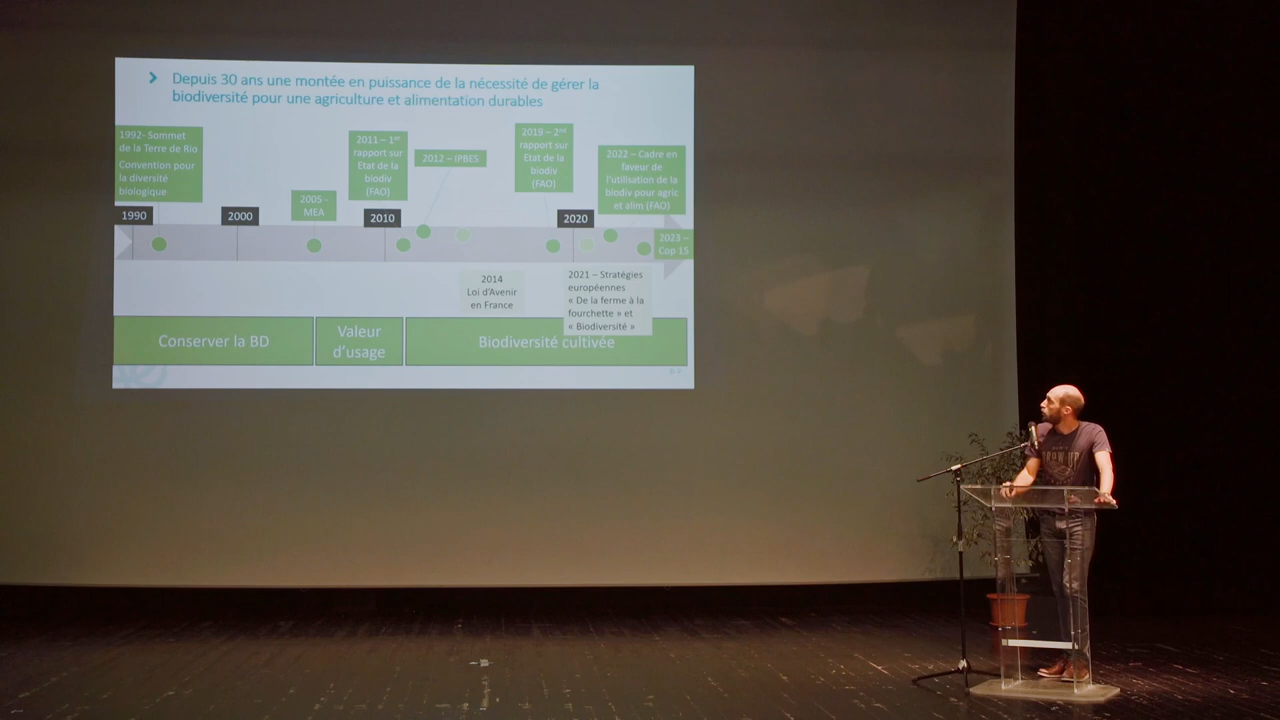 Depuis 30 ans une montée en puissance de la nécessité de gérer la
biodiversité pour une agriculture et alimentation durables
1992- Sommet
de la Terre de Rio
Convention pour
la diversité
biologique
2005 -
MEA
2011 – 1er
rapport sur
Etat de la
biodiv
(FAO)
2012 – IPBES
2019 – 2nd
rapport sur
Etat de la
biodiv
(FAO)
2022 – Cadre en
faveur de
l'utilisation de la
biodiv pour agric
et alim (FAO)
1990
2000
2010
2020
2023 –
Cop 15
2014
Loi d'Avenir
en France
2021 – Stratégies
européennes
« De la ferme à la
fourchette » et
« Biodiversité »
Conserver la BD
Valeur
d'usage
Biodiversité cultivée